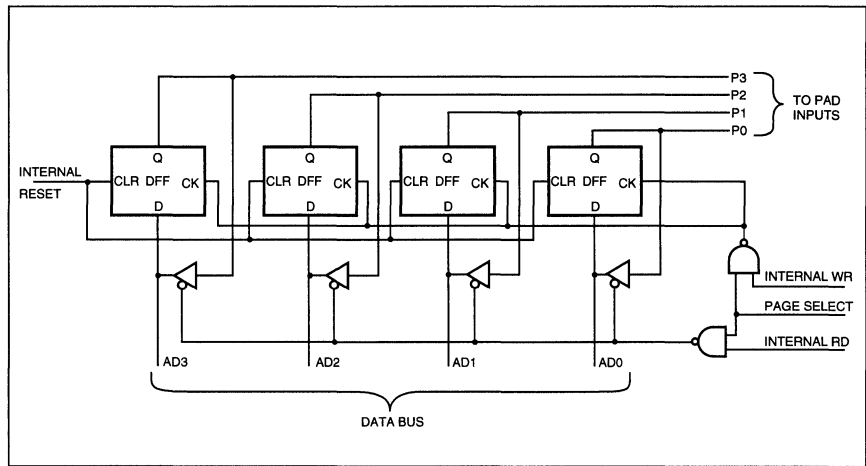 P3
P2
P1
P0
TO PAD
INPUTS
Q
Q
Q
Q
INTERNAL
RESET
CLR DFF CK
CLR DFF CK
CLR DFF CK
CLR DFF CK
D
D
D
D
INTERNAL WR
PAGE SELECT
INTERNAL RD
AD3
AD2
AD1
AD0
DATA BUS